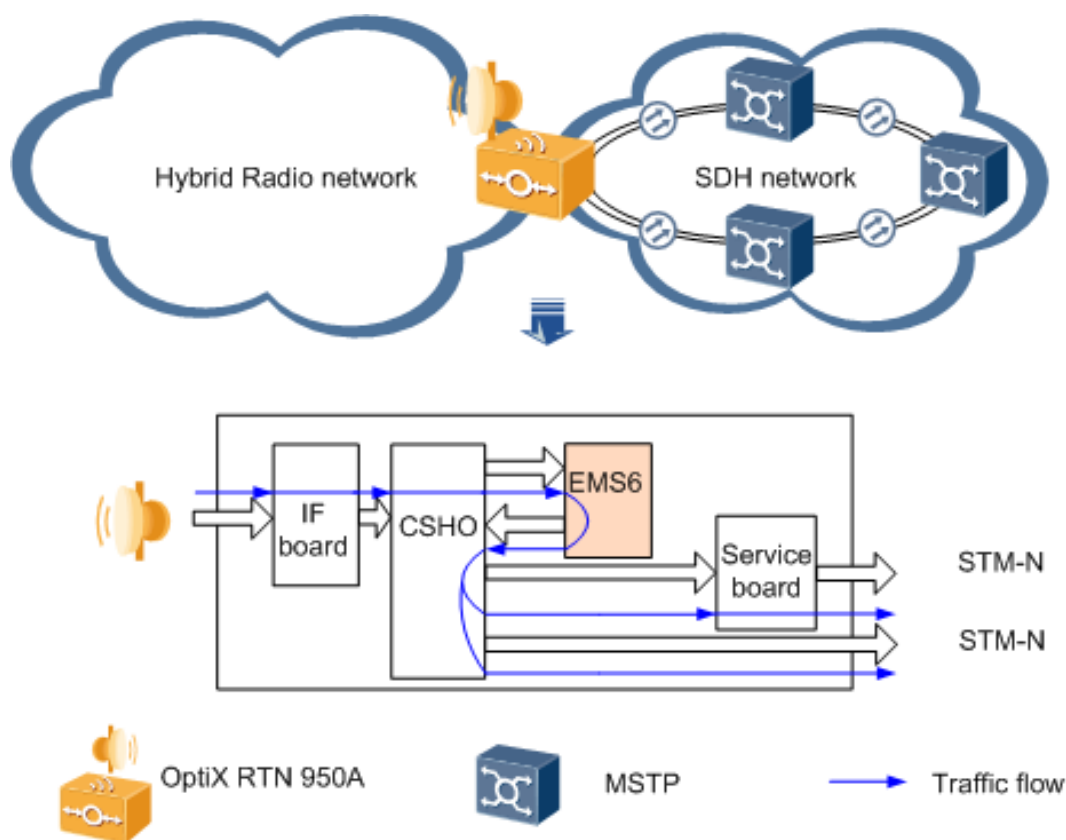 Hybrid Radio network
SDH network
IF
board
CSHO
EMS6
Service
board
STM-N
STM-N
OptiX RTN 950A
MSTP
Traffic flow